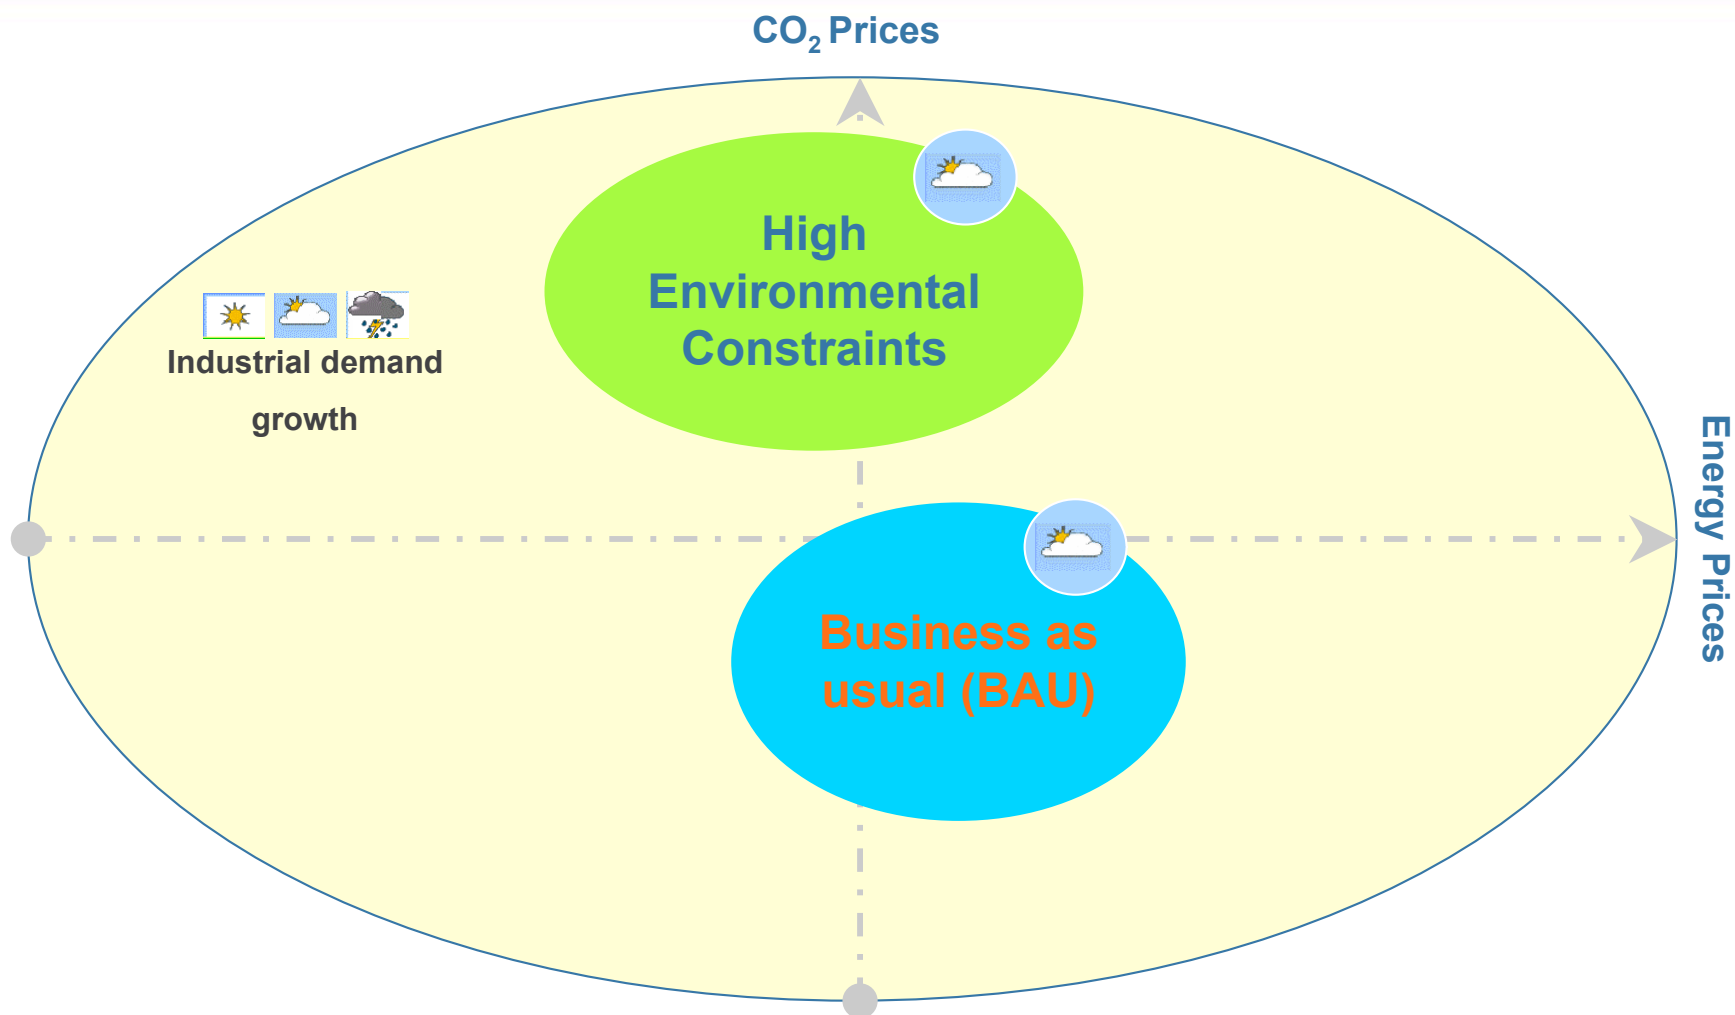 CO₂ Prices
High
Environmental
Constraints
Industrial demand
growth
Energy Prices
Business as
usual (BAU)